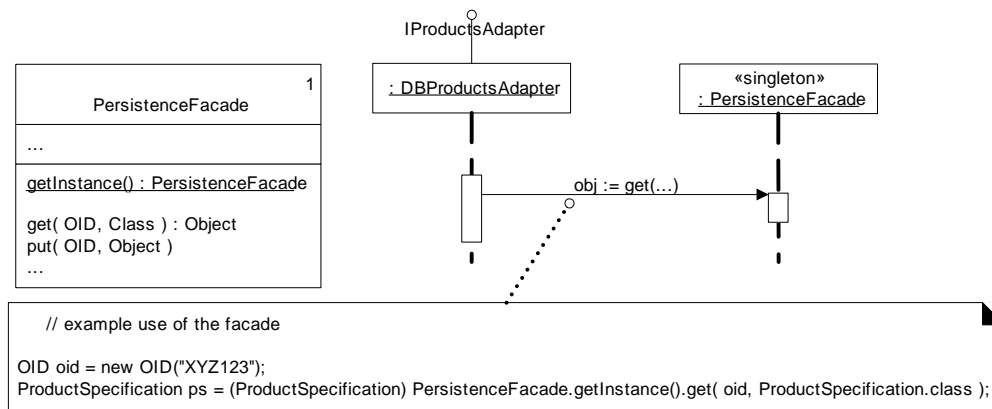 IProductsAdapter
1
PersistenceFacade
...
getInstance() : PersistenceFacade
get( OID, Class ) : Object
put( OID, Object )
...
: DBProductsAdapter
«singleton»
: PersistenceFacade
obj := get(...)
// example use of the facade
OID oid = new OID("XYZ123");
ProductSpecification ps = (ProductSpecification) PersistenceFacade.getInstance().get( oid, ProductSpecification.class );